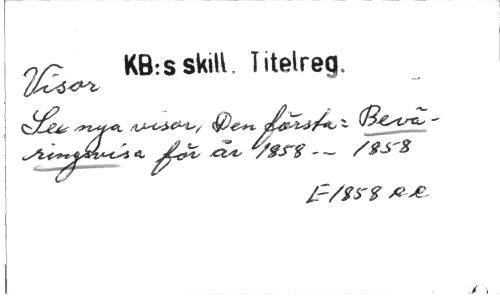 KB:s skill. Titelreg.
Visor
Sex nya visor, Den första: Bevä-
ringsvisa för år 1858 -- 1858
E 1858 RR